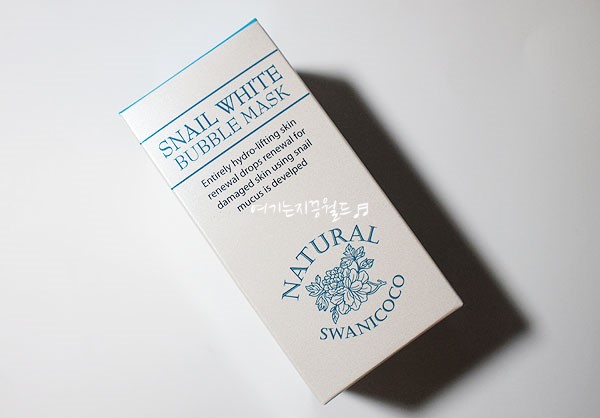 SNAIL WHITE
BUBBLE MASK
Entirely hydro-lifting skin
renewal drops renewal for
damaged skin using snail
mucus is develped
여기는지꽁월드♬
NATURAL
SWANICOCO